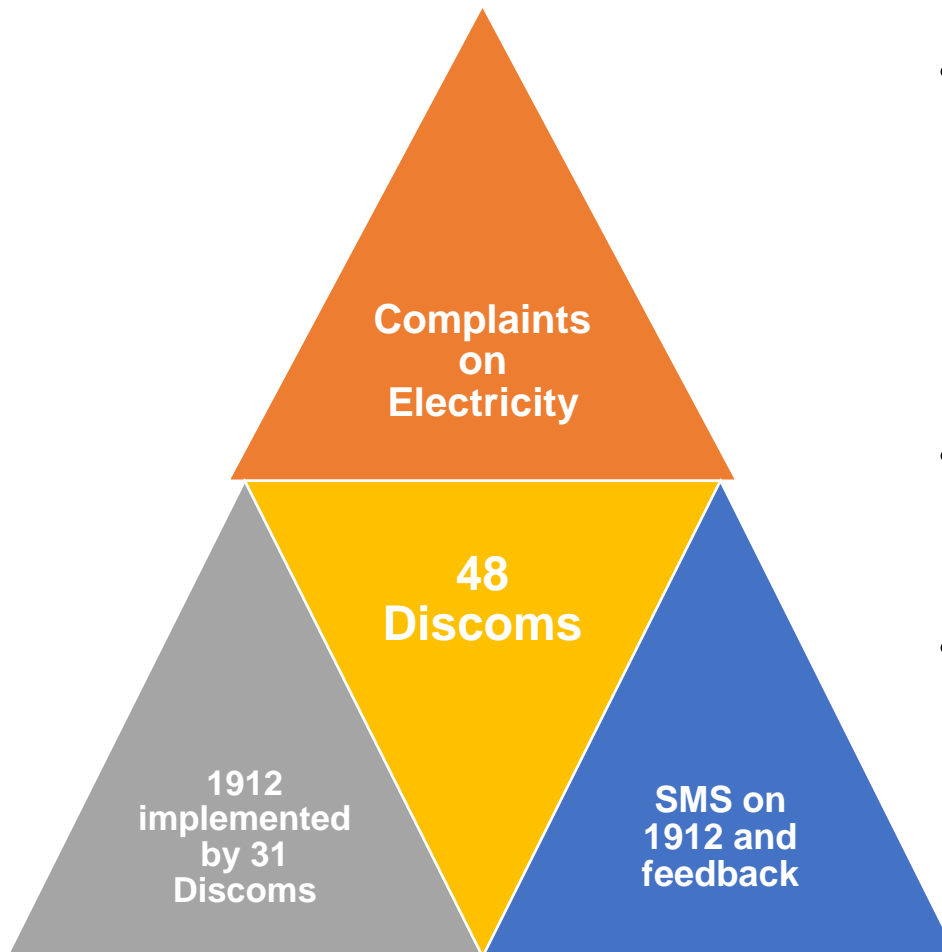 Complaints
on
Electricity
48
Discoms
1912
implemented
by 31
Discoms
SMS on
1912 and
feedback